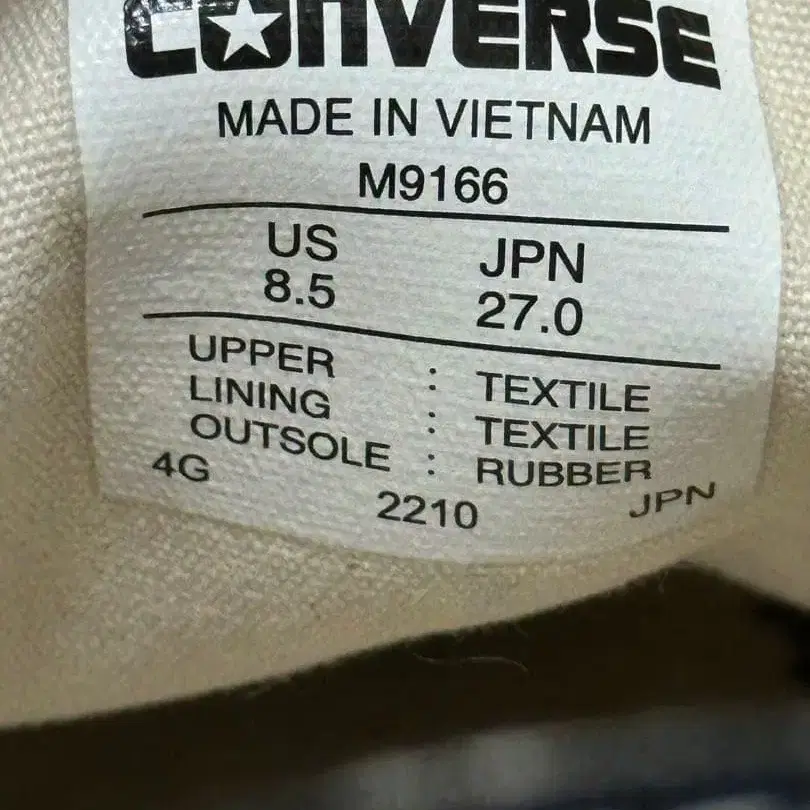 CONVERSE
MADE IN VIETNAM
M9166
US JPN
8.5 27.0
UPPER : TEXTILE
LINING : TEXTILE
OUTSOLE : RUBBER
4G 2210 JPN